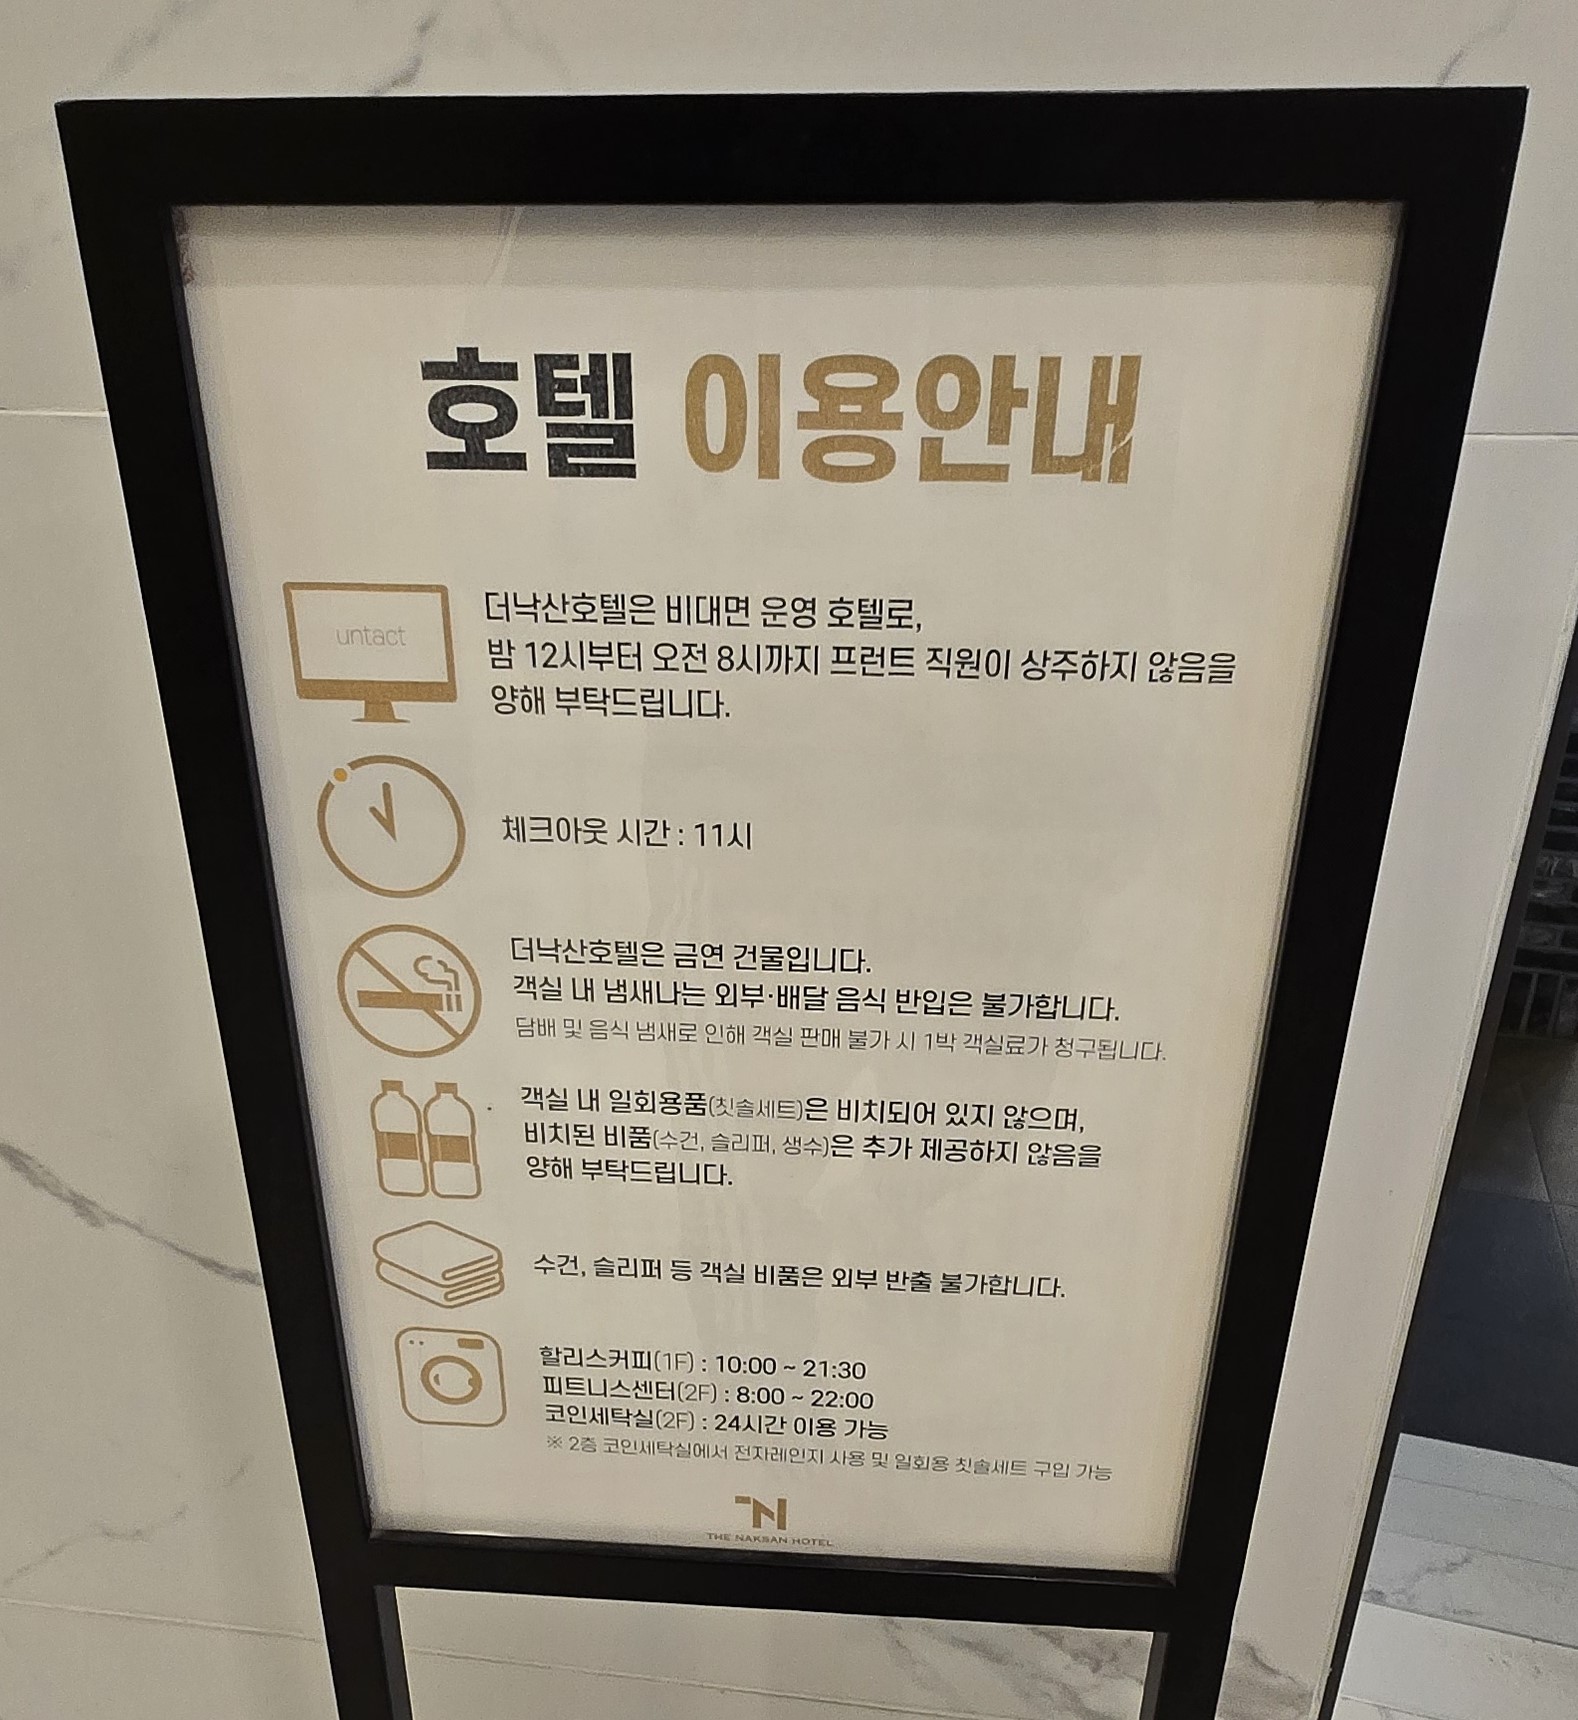 호텔 이용안내
untact
더낙산호텔은 비대면 운영 호텔로,
밤 12시부터 오전 8시까지 프런트 직원이 상주하지 않음을
양해 부탁드립니다.
체크아웃 시간 : 11시
더낙산호텔은 금연 건물입니다.
객실 내 냄새나는 외부·배달 음식 반입은 불가합니다.
담배 및 음식 냄새로 인해 객실 판매 불가 시 1박 객실료가 청구됩니다.
객실 내 일회용품(칫솔세트)은 비치되어 있지 않으며,
비치된 비품(수건, 슬리퍼, 생수)은 추가 제공하지 않음을
양해 부탁드립니다.
수건, 슬리퍼 등 객실 비품은 외부 반출 불가합니다.
할리스커피(1F) : 10:00 ~ 21:30
피트니스센터(2F) : 8:00 ~ 22:00
코인세탁실(2F) : 24시간 이용 가능
※ 2층 코인세탁실에서 전자레인지 사용 및 일회용 칫솔세트 구입 가능
THE NAKSAN HOTEL